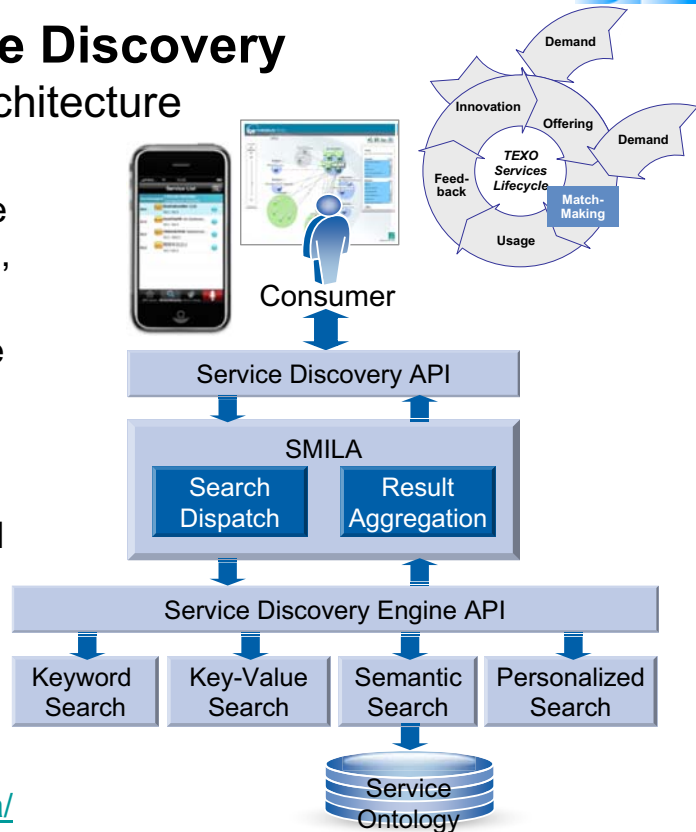 e Discovery
chitecture
e
,
e
l
a/
Service List
Consumer
Service Discovery API
SMILA
Search
Dispatch
Result
Aggregation
Service Discovery Engine API
Keyword
Search
Key-Value
Search
Semantic
Search
Personalized
Search
Service
Ontology
Demand
Innovation
Offering
Demand
TEXO
Services
Lifecycle
Feed-
back
Match-
Making
Usage